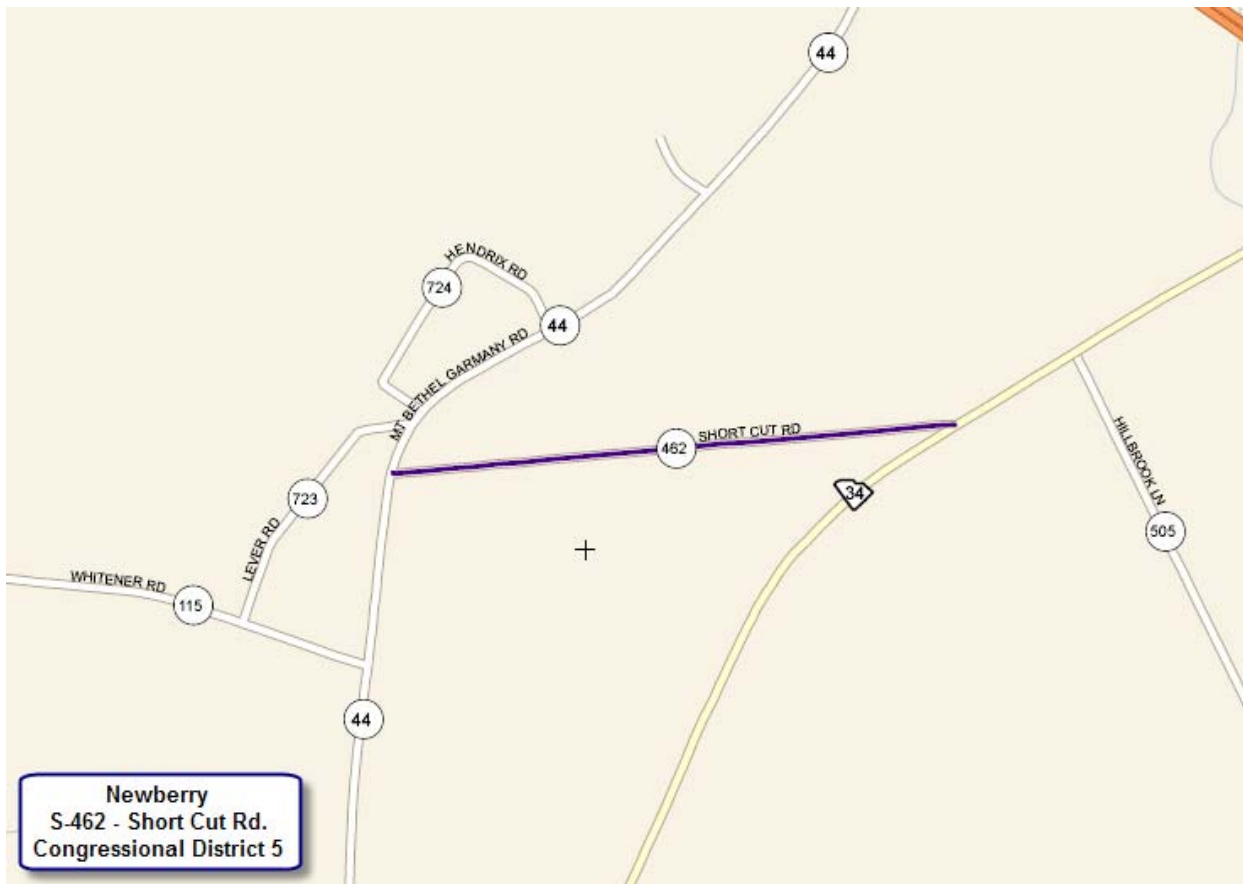 44
HENDRIX RD
724
44
MT BETHEL GARMANY RD
SHORT CUT RD
462
34
HILLBROOK LN
723
505
LEVER RD
WHITENER RD
115
44
Newberry
S-462 - Short Cut Rd.
Congressional District 5